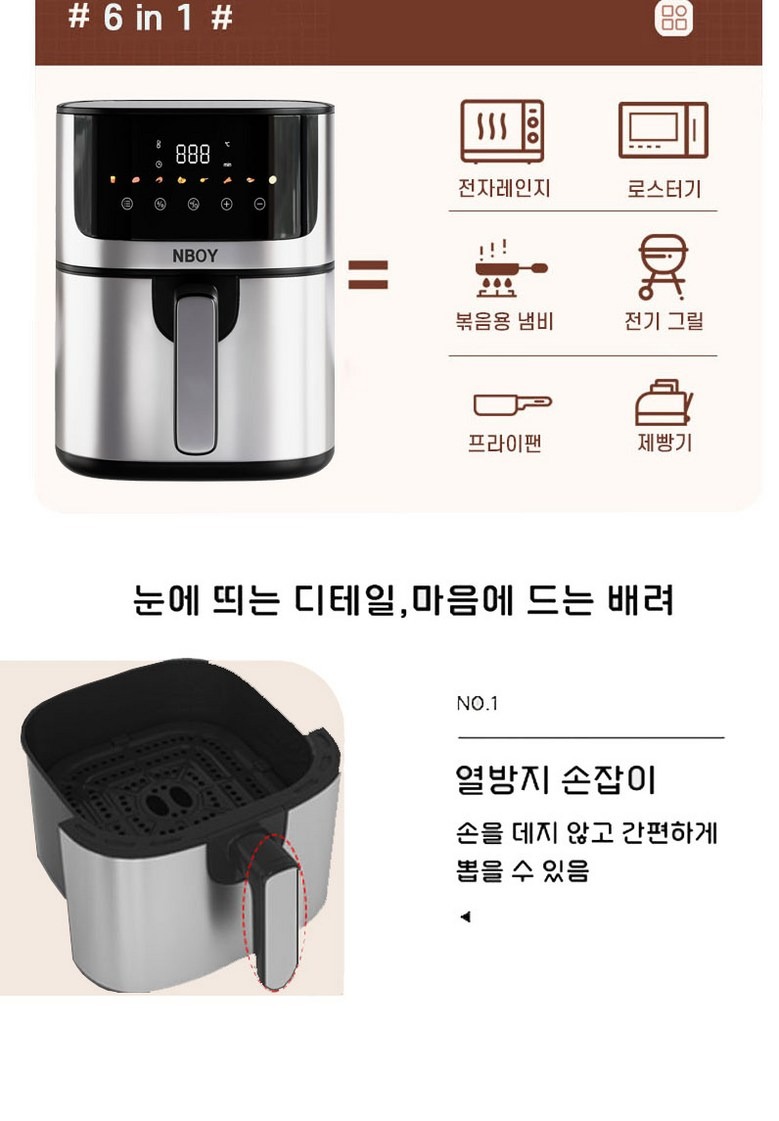 # 6 in 1 #
888
℃
min
NBOY
=
전자레인지
로스터기
볶음용 냄비
전기 그릴
프라이팬
제빵기
눈에 띄는 디테일,마음에 드는 배려
NO.1
열방지 손잡이
손을 데지 않고 간편하게
뽑을 수 있음